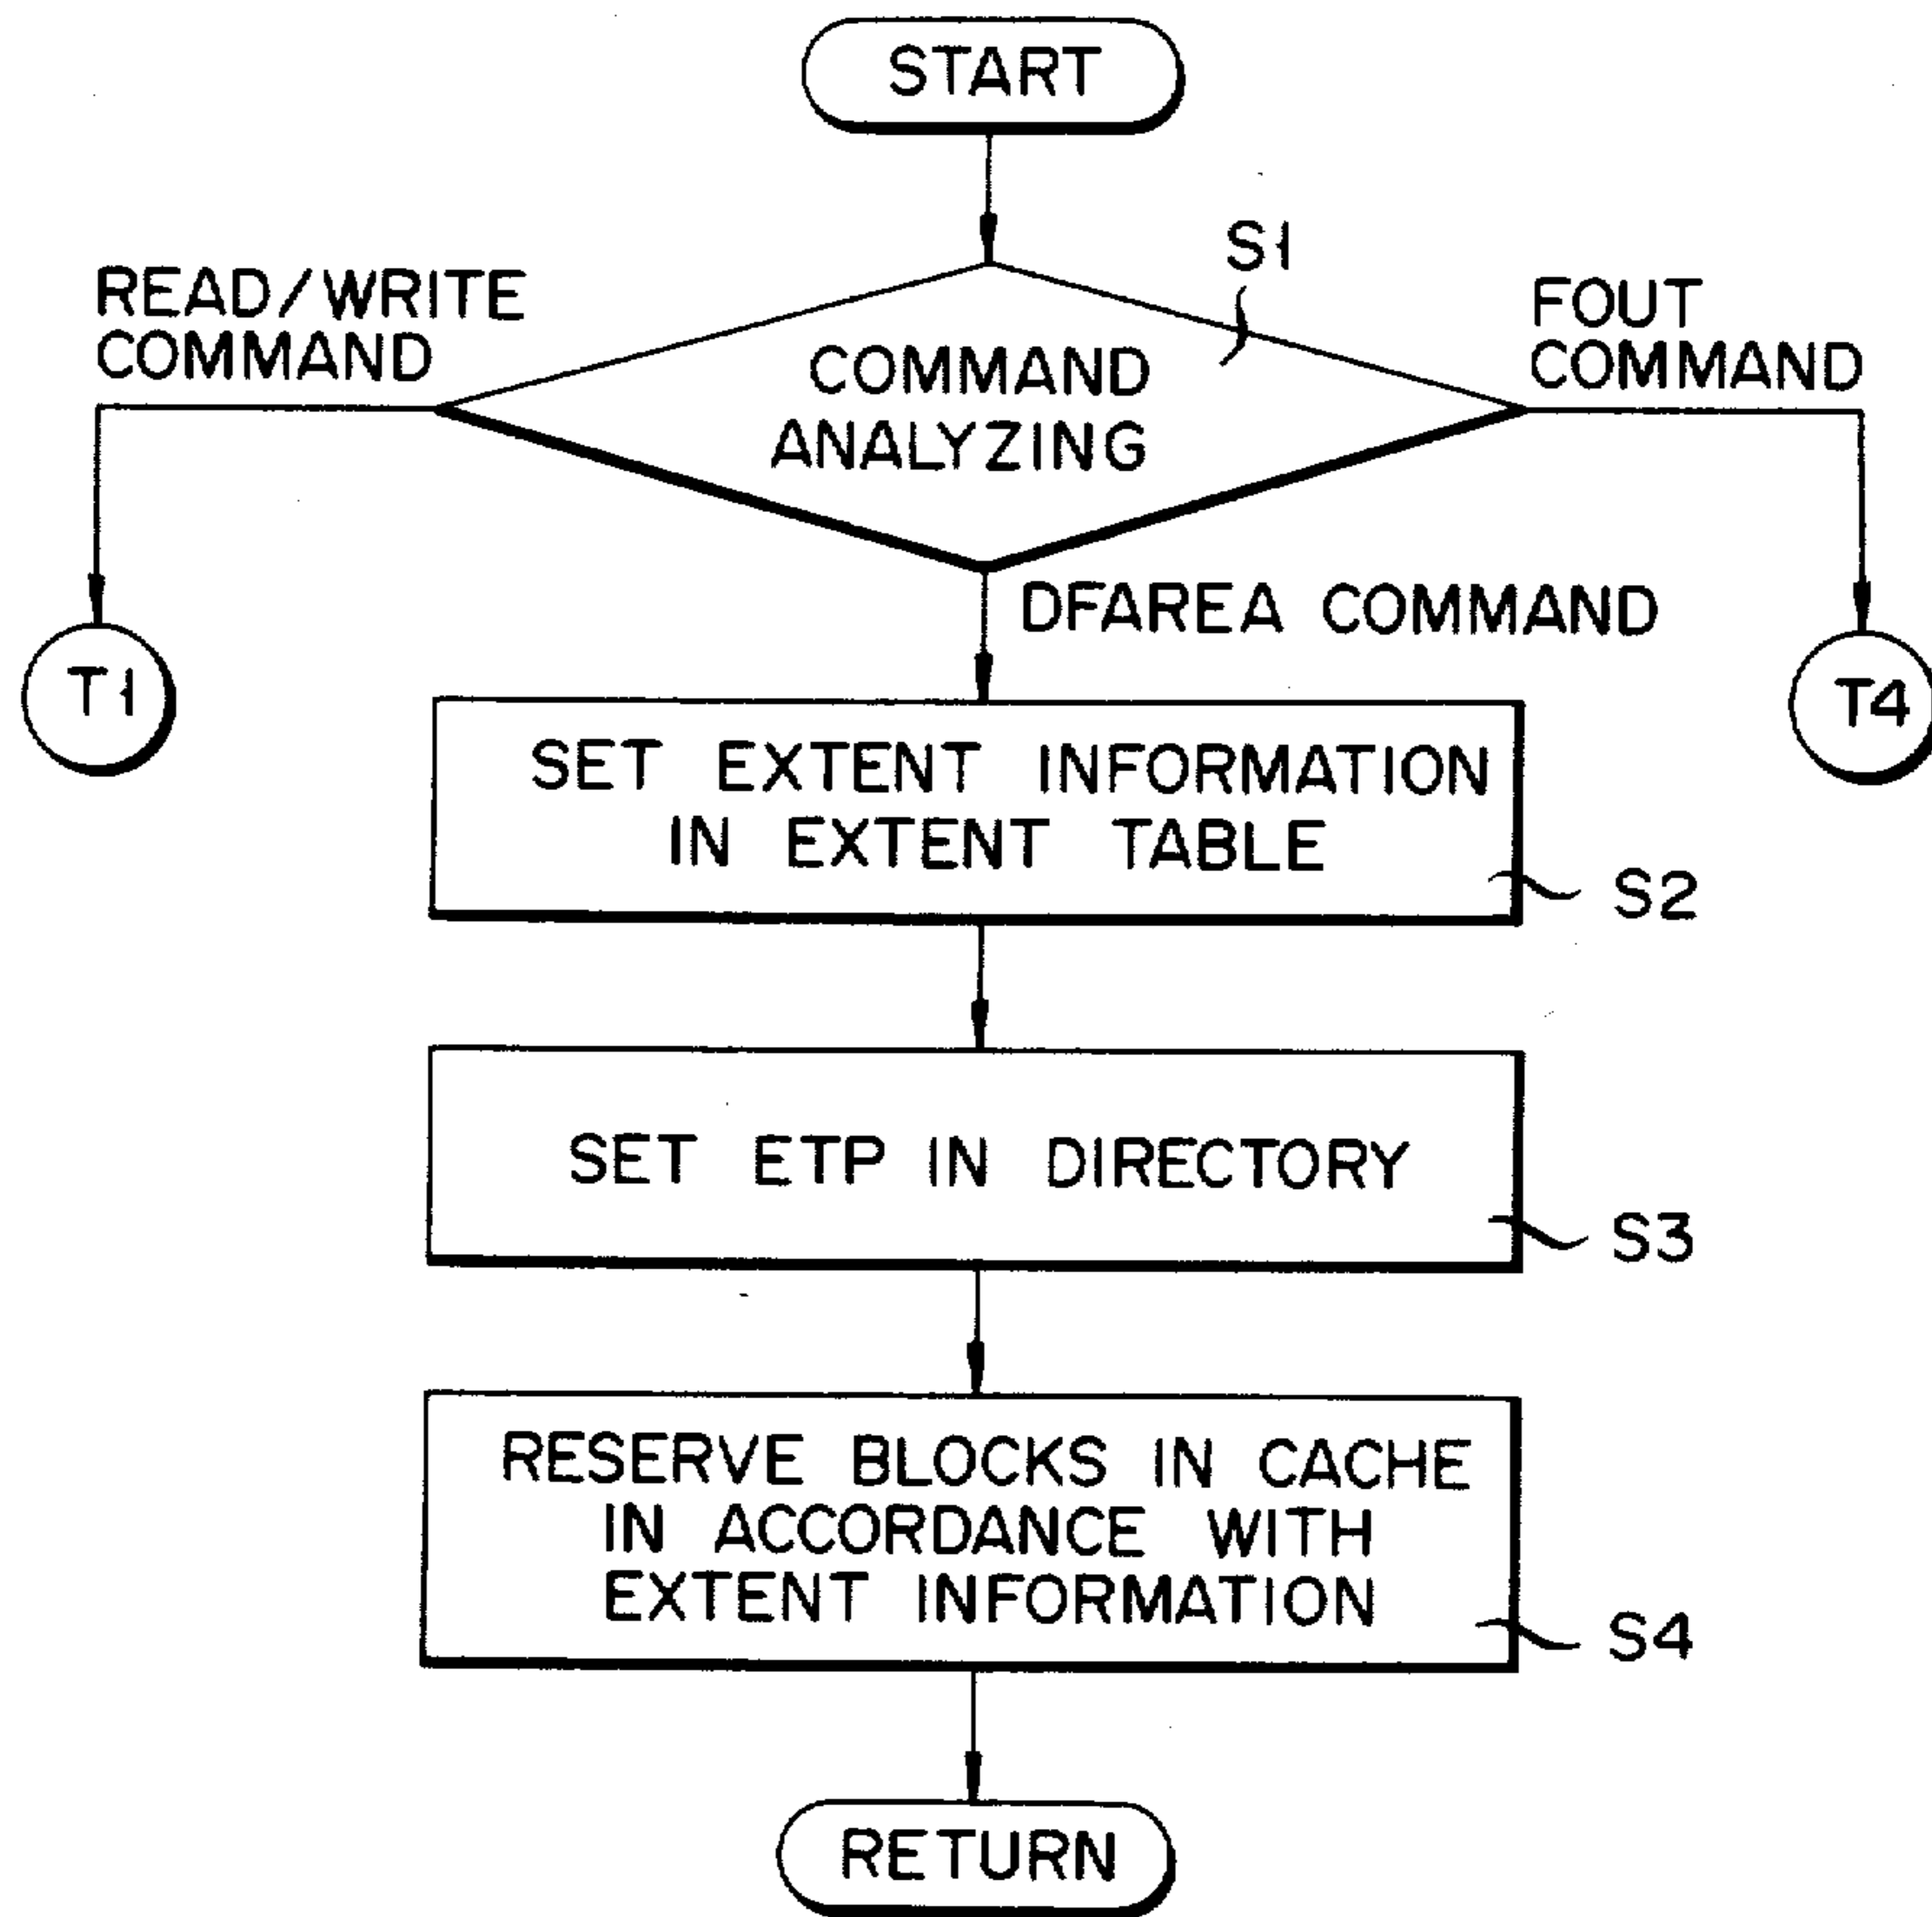 START
S1
READ/WRITE
COMMAND
FOUT
COMMAND
COMMAND
ANALYZING
DFAREA COMMAND
T1
T4
SET EXTENT INFORMATION
IN EXTENT TABLE
S2
SET ETP IN DIRECTORY
S3
RESERVE BLOCKS IN CACHE
IN ACCORDANCE WITH
EXTENT INFORMATION
S4
RETURN